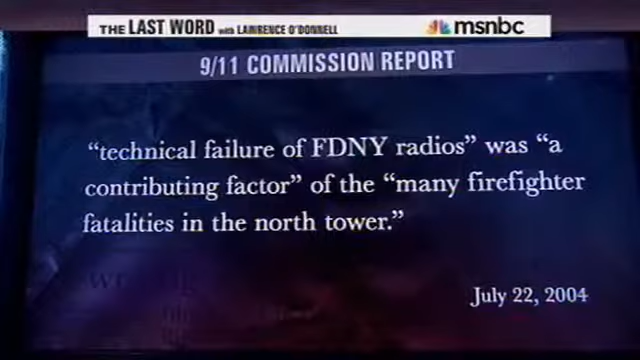 THE LAST WORD WITH LAWRENCE O'DONNELL msnbc
9/11 COMMISSION REPORT
“technical failure of FDNY radios” was “a
contributing factor” of the “many firefighter
fatalities in the north tower.”
July 22, 2004